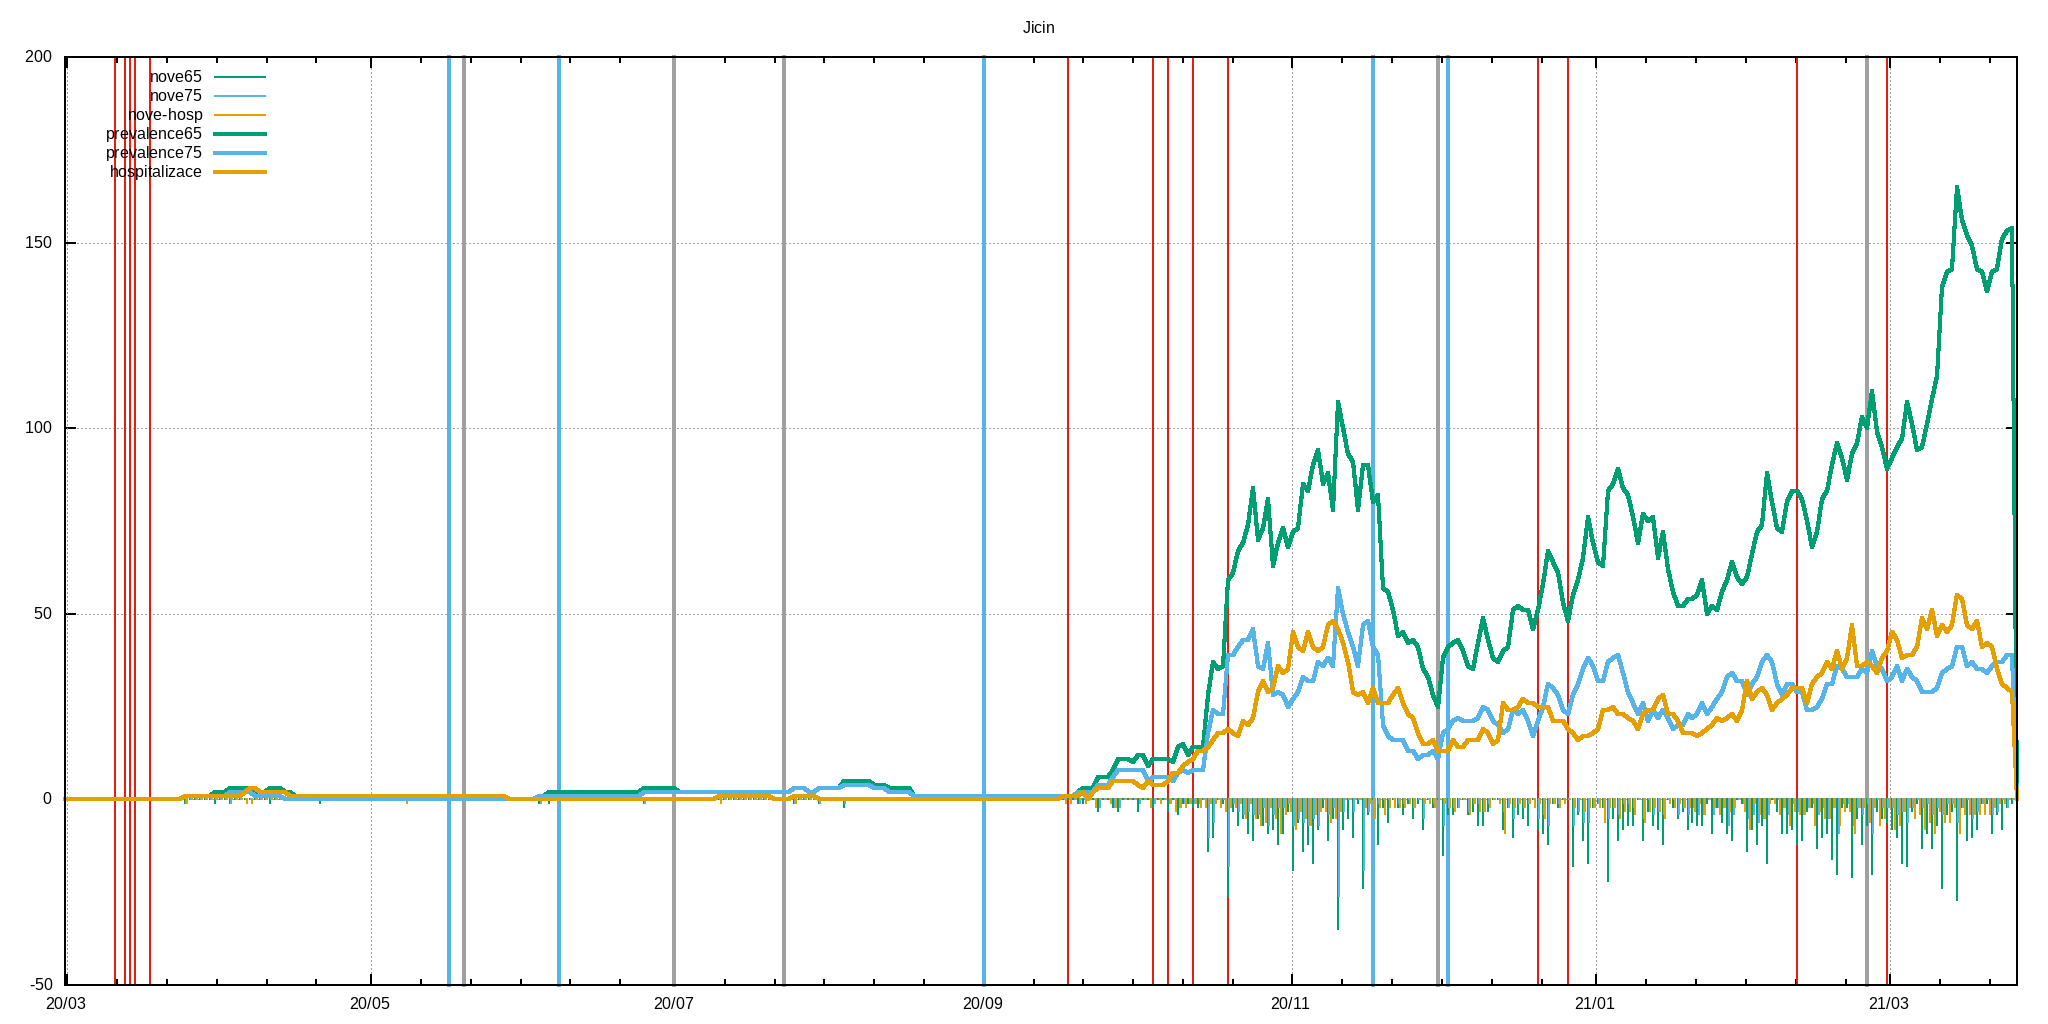 Jicin
200
nove65
nove75
nove-hosp
prevalence65
prevalence75
hospitalizace
150
100
50
0
-50
20/03 20/05 20/07 20/09 20/11 21/01 21/03